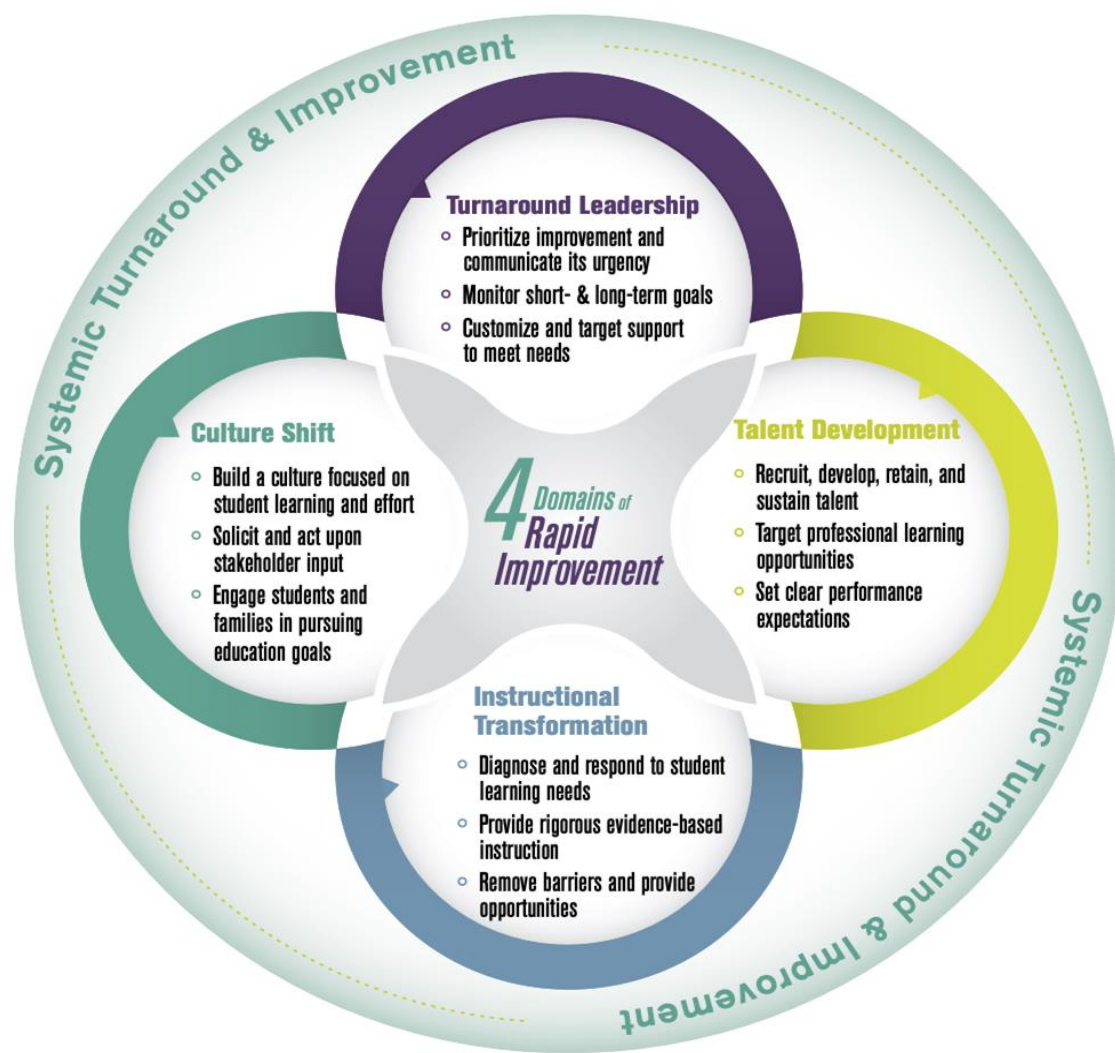 Systemic Turnaround & Improvement
Turnaround Leadership
Prioritize improvement and
communicate its urgency
Monitor short- & long-term goals
Customize and target support
to meet needs
Culture Shift
Build a culture focused on
student learning and effort
Solicit and act upon
stakeholder input
Engage students and
families in pursuing
education goals
4 Domains of
Rapid
Improvement
Talent Development
Recruit, develop, retain, and
sustain talent
Target professional learning
opportunities
Set clear performance
expectations
Instructional
Transformation
Diagnose and respond to student
learning needs
Provide rigorous evidence-based
instruction
Remove barriers and provide
opportunities
Systemic Turnaround & Improvement